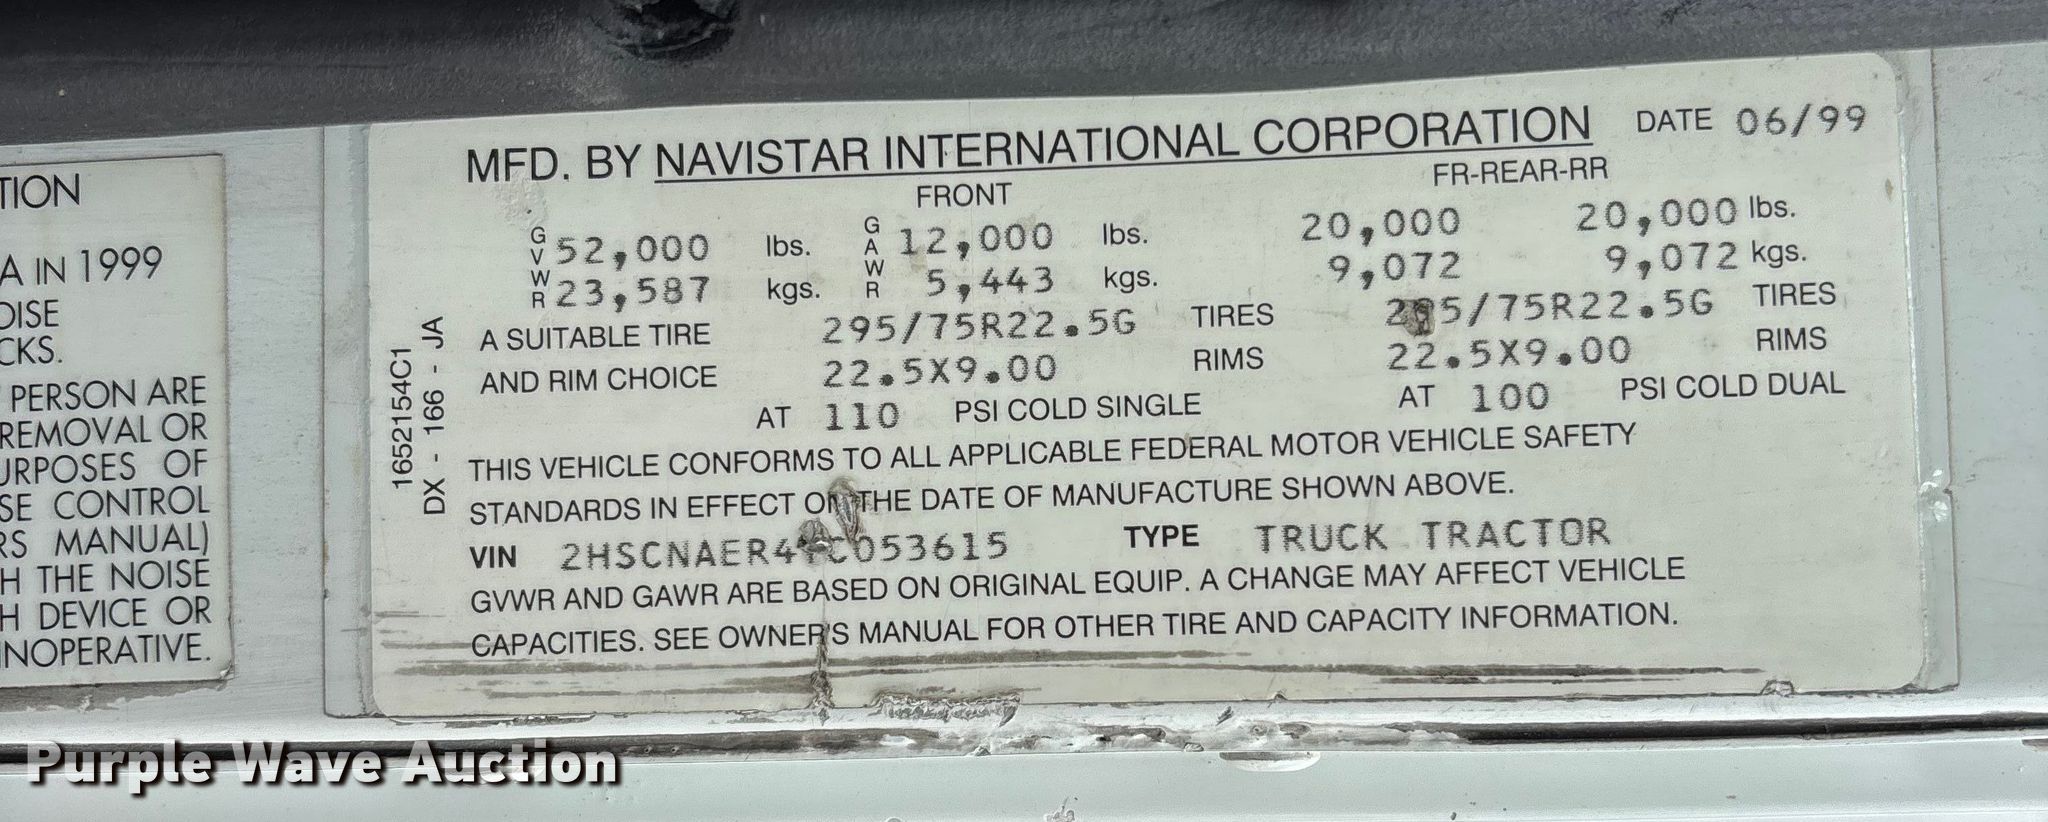 TION
A IN 1999
OISE
CKS.
PERSON ARE
REMOVAL OR
URPOSES OF
SE CONTROL
RS MANUAL)
H THE NOISE
H DEVICE OR
INOPERATIVE.
1652154C1
DX - 166 - JA
MFD. BY NAVISTAR INTERNATIONAL CORPORATION DATE 06/99
FRONT FR-REAR-RR
GVWR 52,000 lbs. GAWR 12,000 lbs. 20,000 20,000 lbs.
23,587 kgs. 5,443 kgs. 9,072 9,072 kgs.
A SUITABLE TIRE 295/75R22.5G TIRES 295/75R22.5G TIRES
AND RIM CHOICE 22.5X9.00 RIMS 22.5X9.00 RIMS
AT 110 PSI COLD SINGLE AT 100 PSI COLD DUAL
THIS VEHICLE CONFORMS TO ALL APPLICABLE FEDERAL MOTOR VEHICLE SAFETY
STANDARDS IN EFFECT ON THE DATE OF MANUFACTURE SHOWN ABOVE.
VIN 2HSCNAER4YC053615 TYPE TRUCK TRACTOR
GVWR AND GAWR ARE BASED ON ORIGINAL EQUIP. A CHANGE MAY AFFECT VEHICLE
CAPACITIES. SEE OWNER'S MANUAL FOR OTHER TIRE AND CAPACITY INFORMATION.
Purple Wave Auction